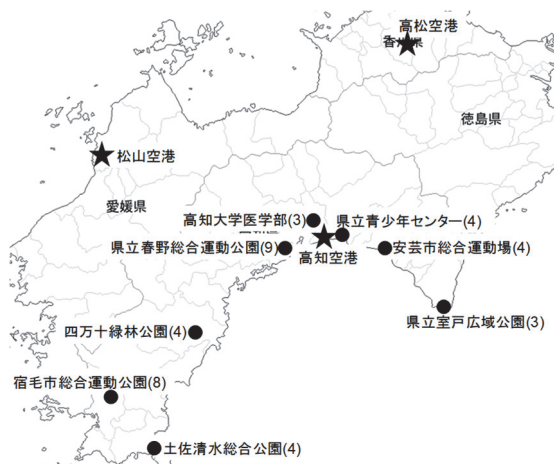 高松空港
香川県
徳島県
松山空港
愛媛県
高知大学医学部(3)
県立青少年センター(4)
県立春野総合運動公園(9)
高知空港
安芸市総合運動場(4)
県立室戸広域公園(3)
四万十緑林公園(4)
宿毛市総合運動公園(8)
土佐清水総合公園(4)